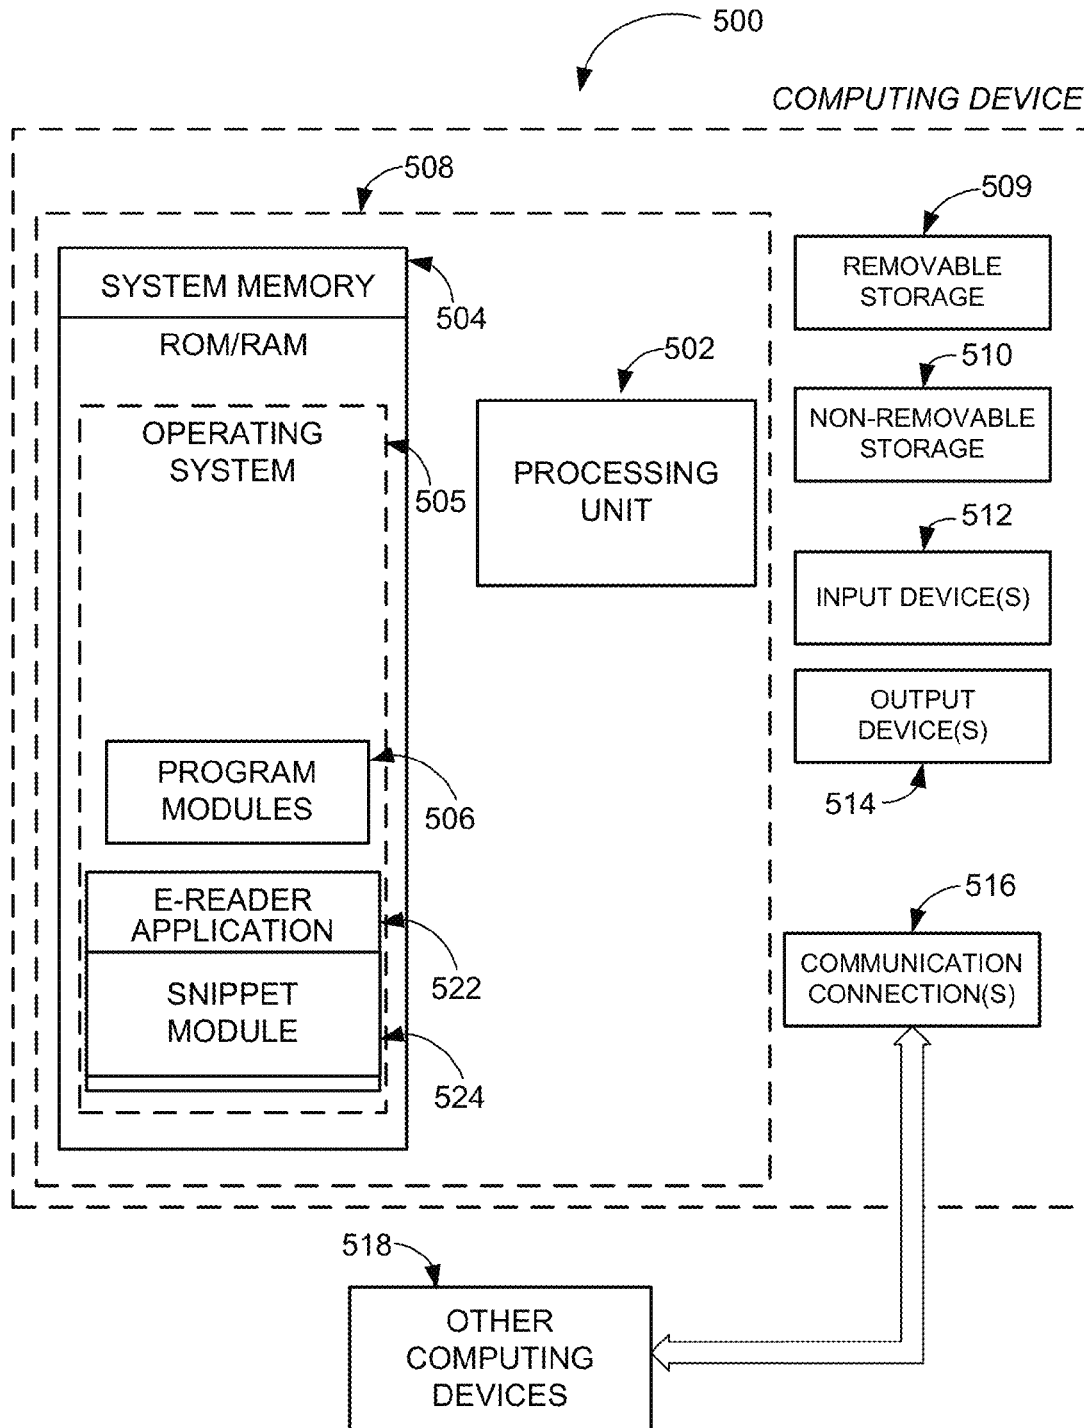 500
COMPUTING DEVICE
508
509
SYSTEM MEMORY
504
REMOVABLE
STORAGE
ROM/RAM
502
510
OPERATING
SYSTEM
505
PROCESSING
UNIT
NON-REMOVABLE
STORAGE
512
INPUT DEVICE(S)
OUTPUT
DEVICE(S)
514
PROGRAM
MODULES
506
E-READER
APPLICATION
522
516
COMMUNICATION
CONNECTION(S)
SNIPPET
MODULE
524
518
OTHER
COMPUTING
DEVICES